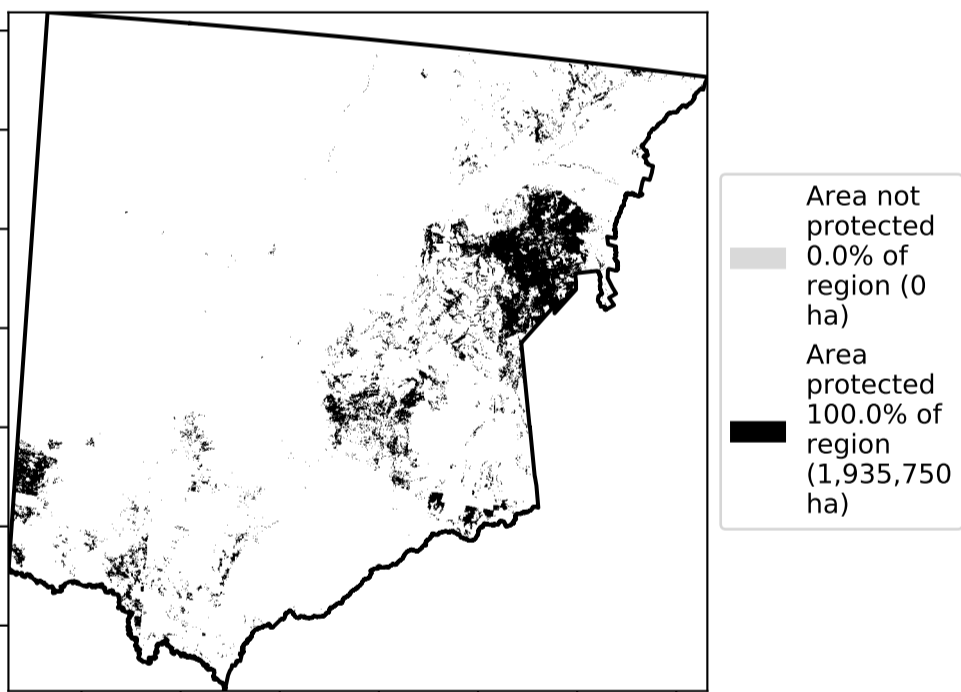 Area not
protected
0.0% of
region (0
ha)
Area
protected
100.0% of
region
(1,935,750
ha)